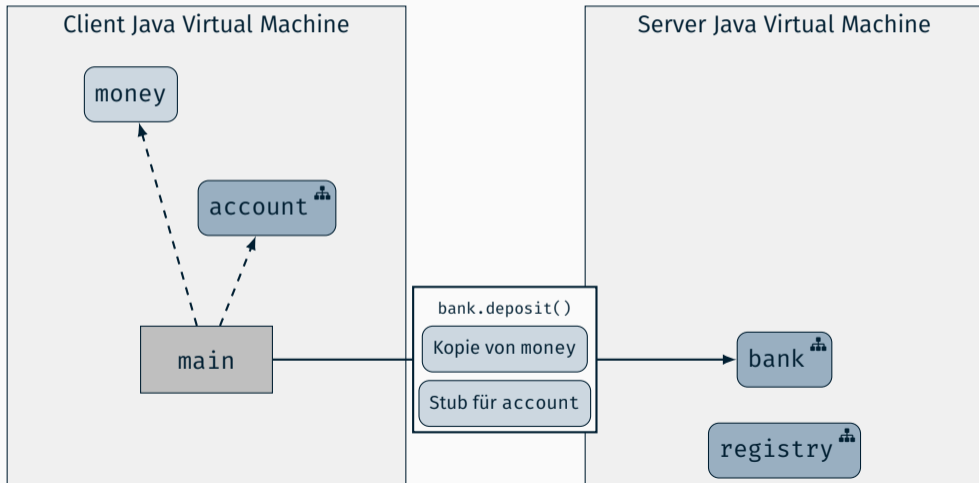 Client Java Virtual Machine
Server Java Virtual Machine
money
account
bank.deposit()
Kopie von money
main
bank
Stub für account
registry